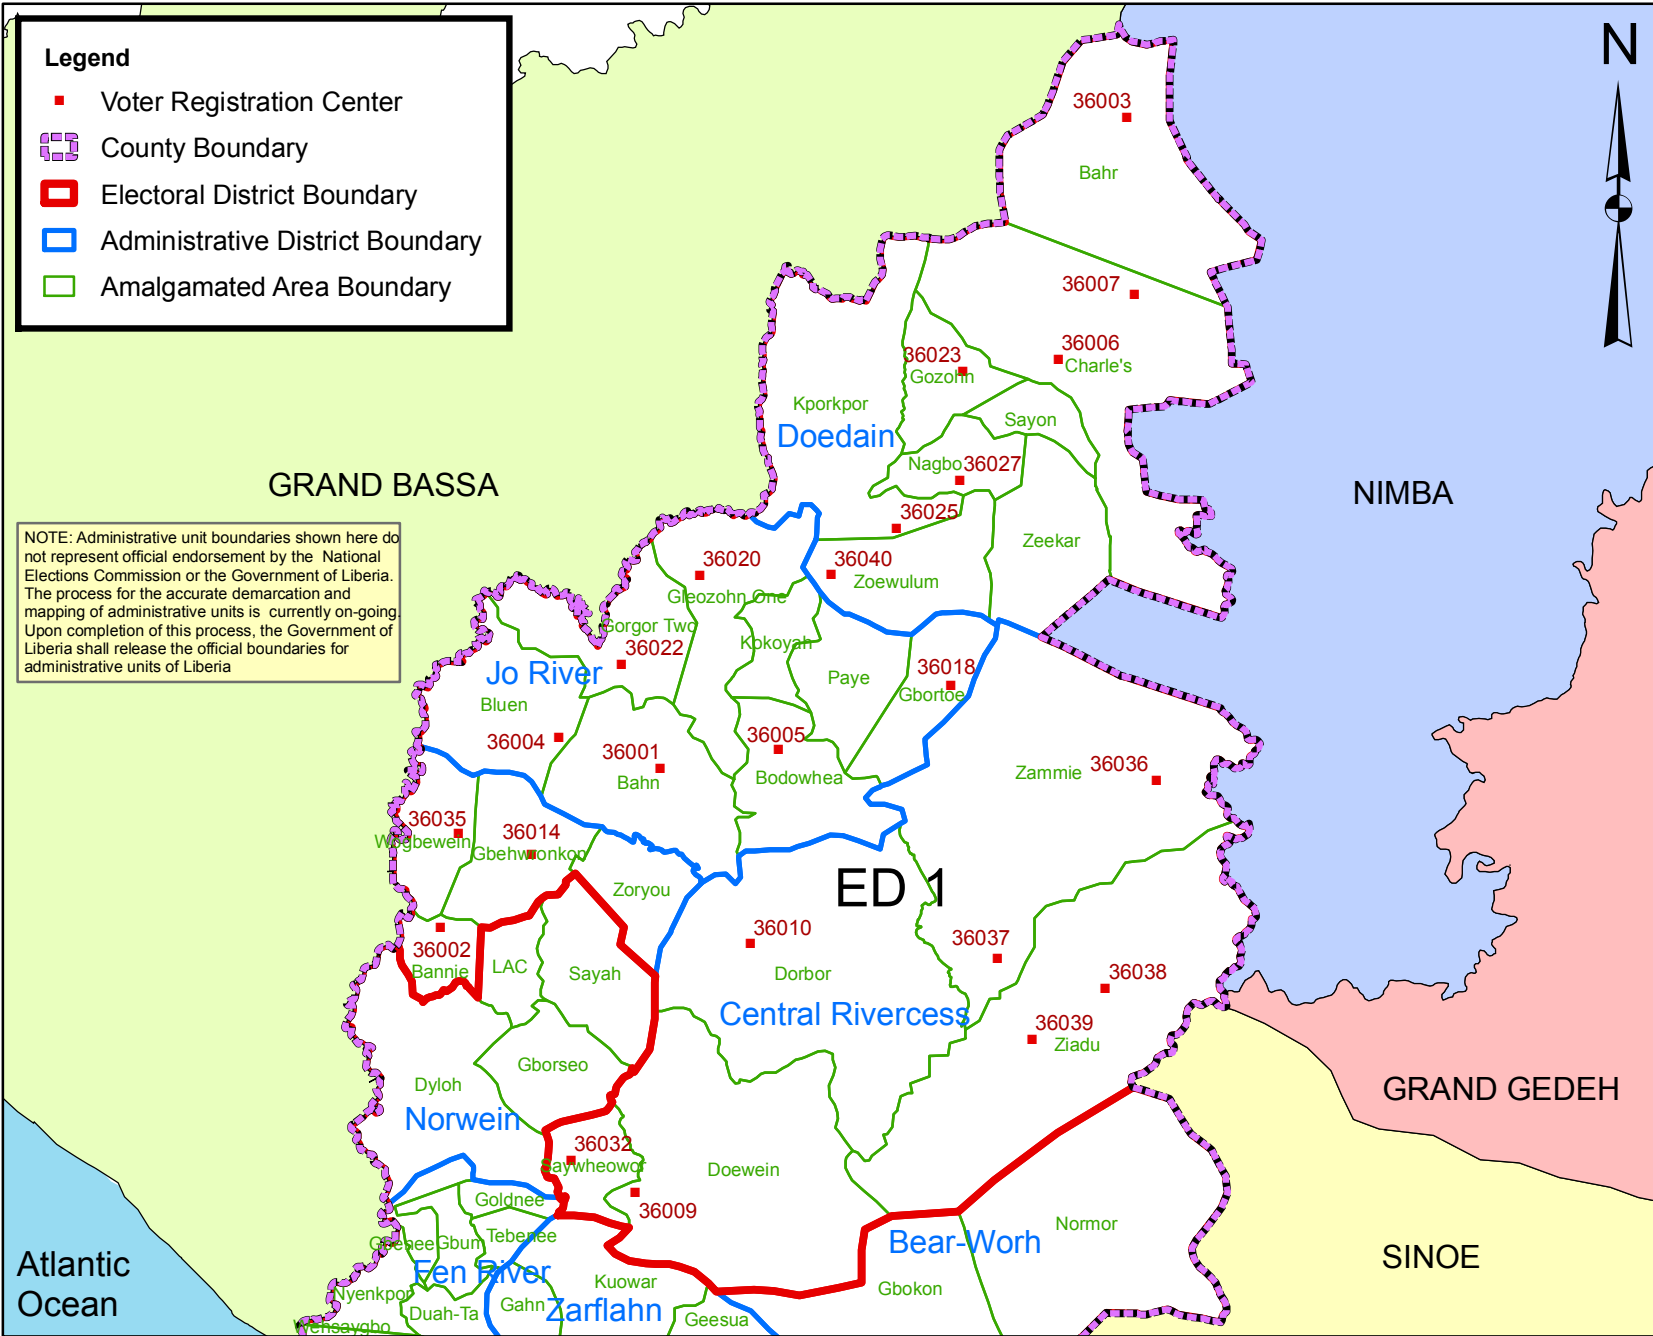 Legend
Voter Registration Center
County Boundary
Electoral District Boundary
Administrative District Boundary
Amalgamated Area Boundary
N
36003
Bahr
36007
36006
Charle's
36023
Gozohn
Kporkpor
Doedain
Sayon
Nagbo
36027
GRAND BASSA
NIMBA
36025
Zeekar
NOTE: Administrative unit boundaries shown here do
not represent official endorsement by the National
Elections Commission or the Government of Liberia.
The process for the accurate demarcation and
mapping of administrative units is currently on-going.
Upon completion of this process, the Government of
Liberia shall release the official boundaries for
administrative units of Liberia
36020
36040
Zoewulum
Gleozohn One
Gorgor Two
Kokoyah
36022
Jo River
Paye
36018
Gbortoe
Bluen
36004
36001
Bahn
36005
Bodowhea
Zammie
36036
36035
Wogbewein
36014
Gbehwronkon
Zoryou
ED 1
36010
36037
36002
Bannie
LAC
Sayah
Dorbor
36038
Central Rivercess
36039
Ziadu
Gborseo
Dyloh
Norwein
GRAND GEDEH
36032
Saywheowor
Doewein
Goldnee
36009
Normor
Tebenee
Gbum
Bear-Worh
SINOE
Atlantic
Ocean
Fen River
Kuowar
Gbokon
Nyenkpor
Duah-Ta
Gahn
Zarflahn
Geesua